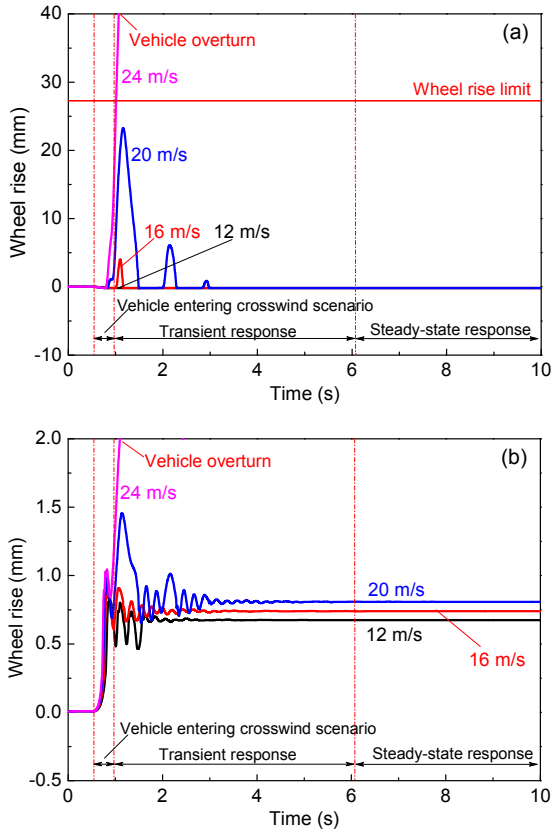 40
30
20
10
0
-10
Wheel rise (mm)
(a)
Vehicle overturn
24 m/s
Wheel rise limit
20 m/s
16 m/s
12 m/s
Vehicle entering crosswind scenario
Transient response
Steady-state response
0
2
4
6
8
10
Time (s)
2.0
1.5
1.0
0.5
0.0
-0.5
Wheel rise (mm)
(b)
Vehicle overturn
24 m/s
20 m/s
12 m/s
16 m/s
Vehicle entering crosswind scenario
Transient response
Steady-state response
0
2
4
6
8
10
Time (s)